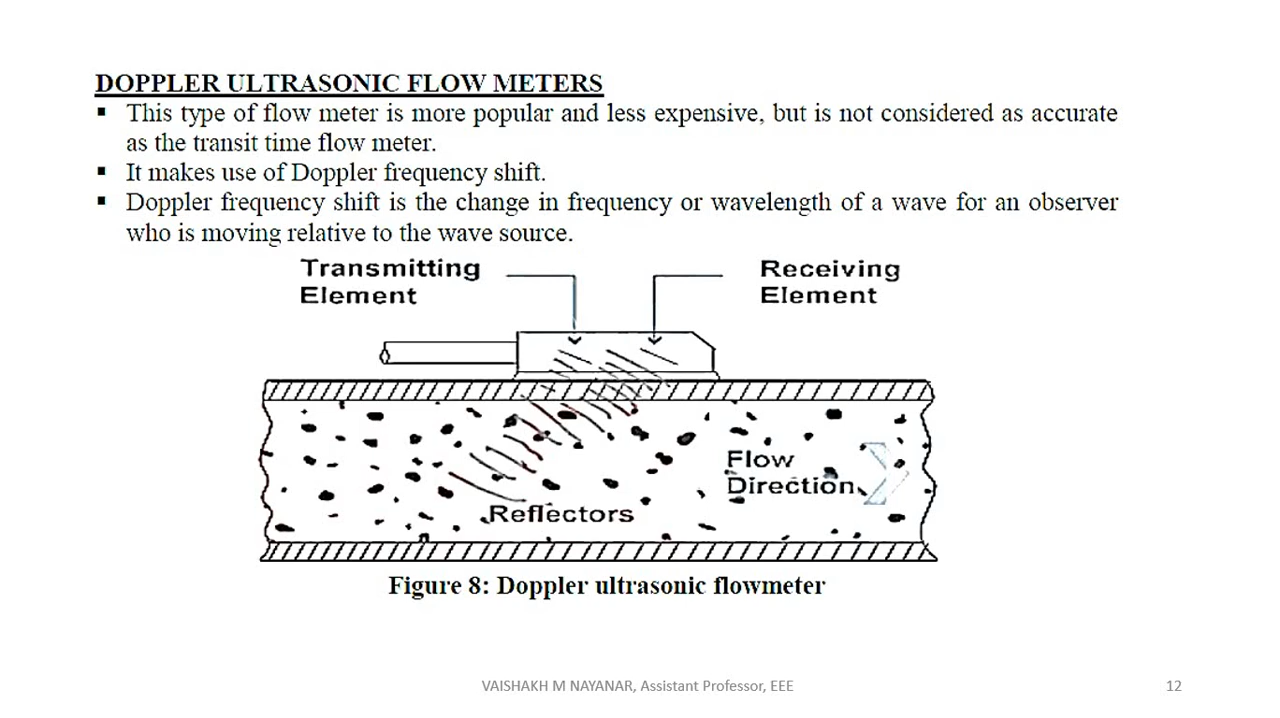 DOPPLER ULTRASONIC FLOW METERS
▪ This type of flow meter is more popular and less expensive, but is not considered as accurate
as the transit time flow meter.
▪ It makes use of Doppler frequency shift.
▪ Doppler frequency shift is the change in frequency or wavelength of a wave for an observer
who is moving relative to the wave source.
Transmitting
Element
Receiving
Element
Flow
Direction
Reflectors
Figure 8: Doppler ultrasonic flowmeter
VAISHAKH M NAYANAR, Assistant Professor, EEE
12